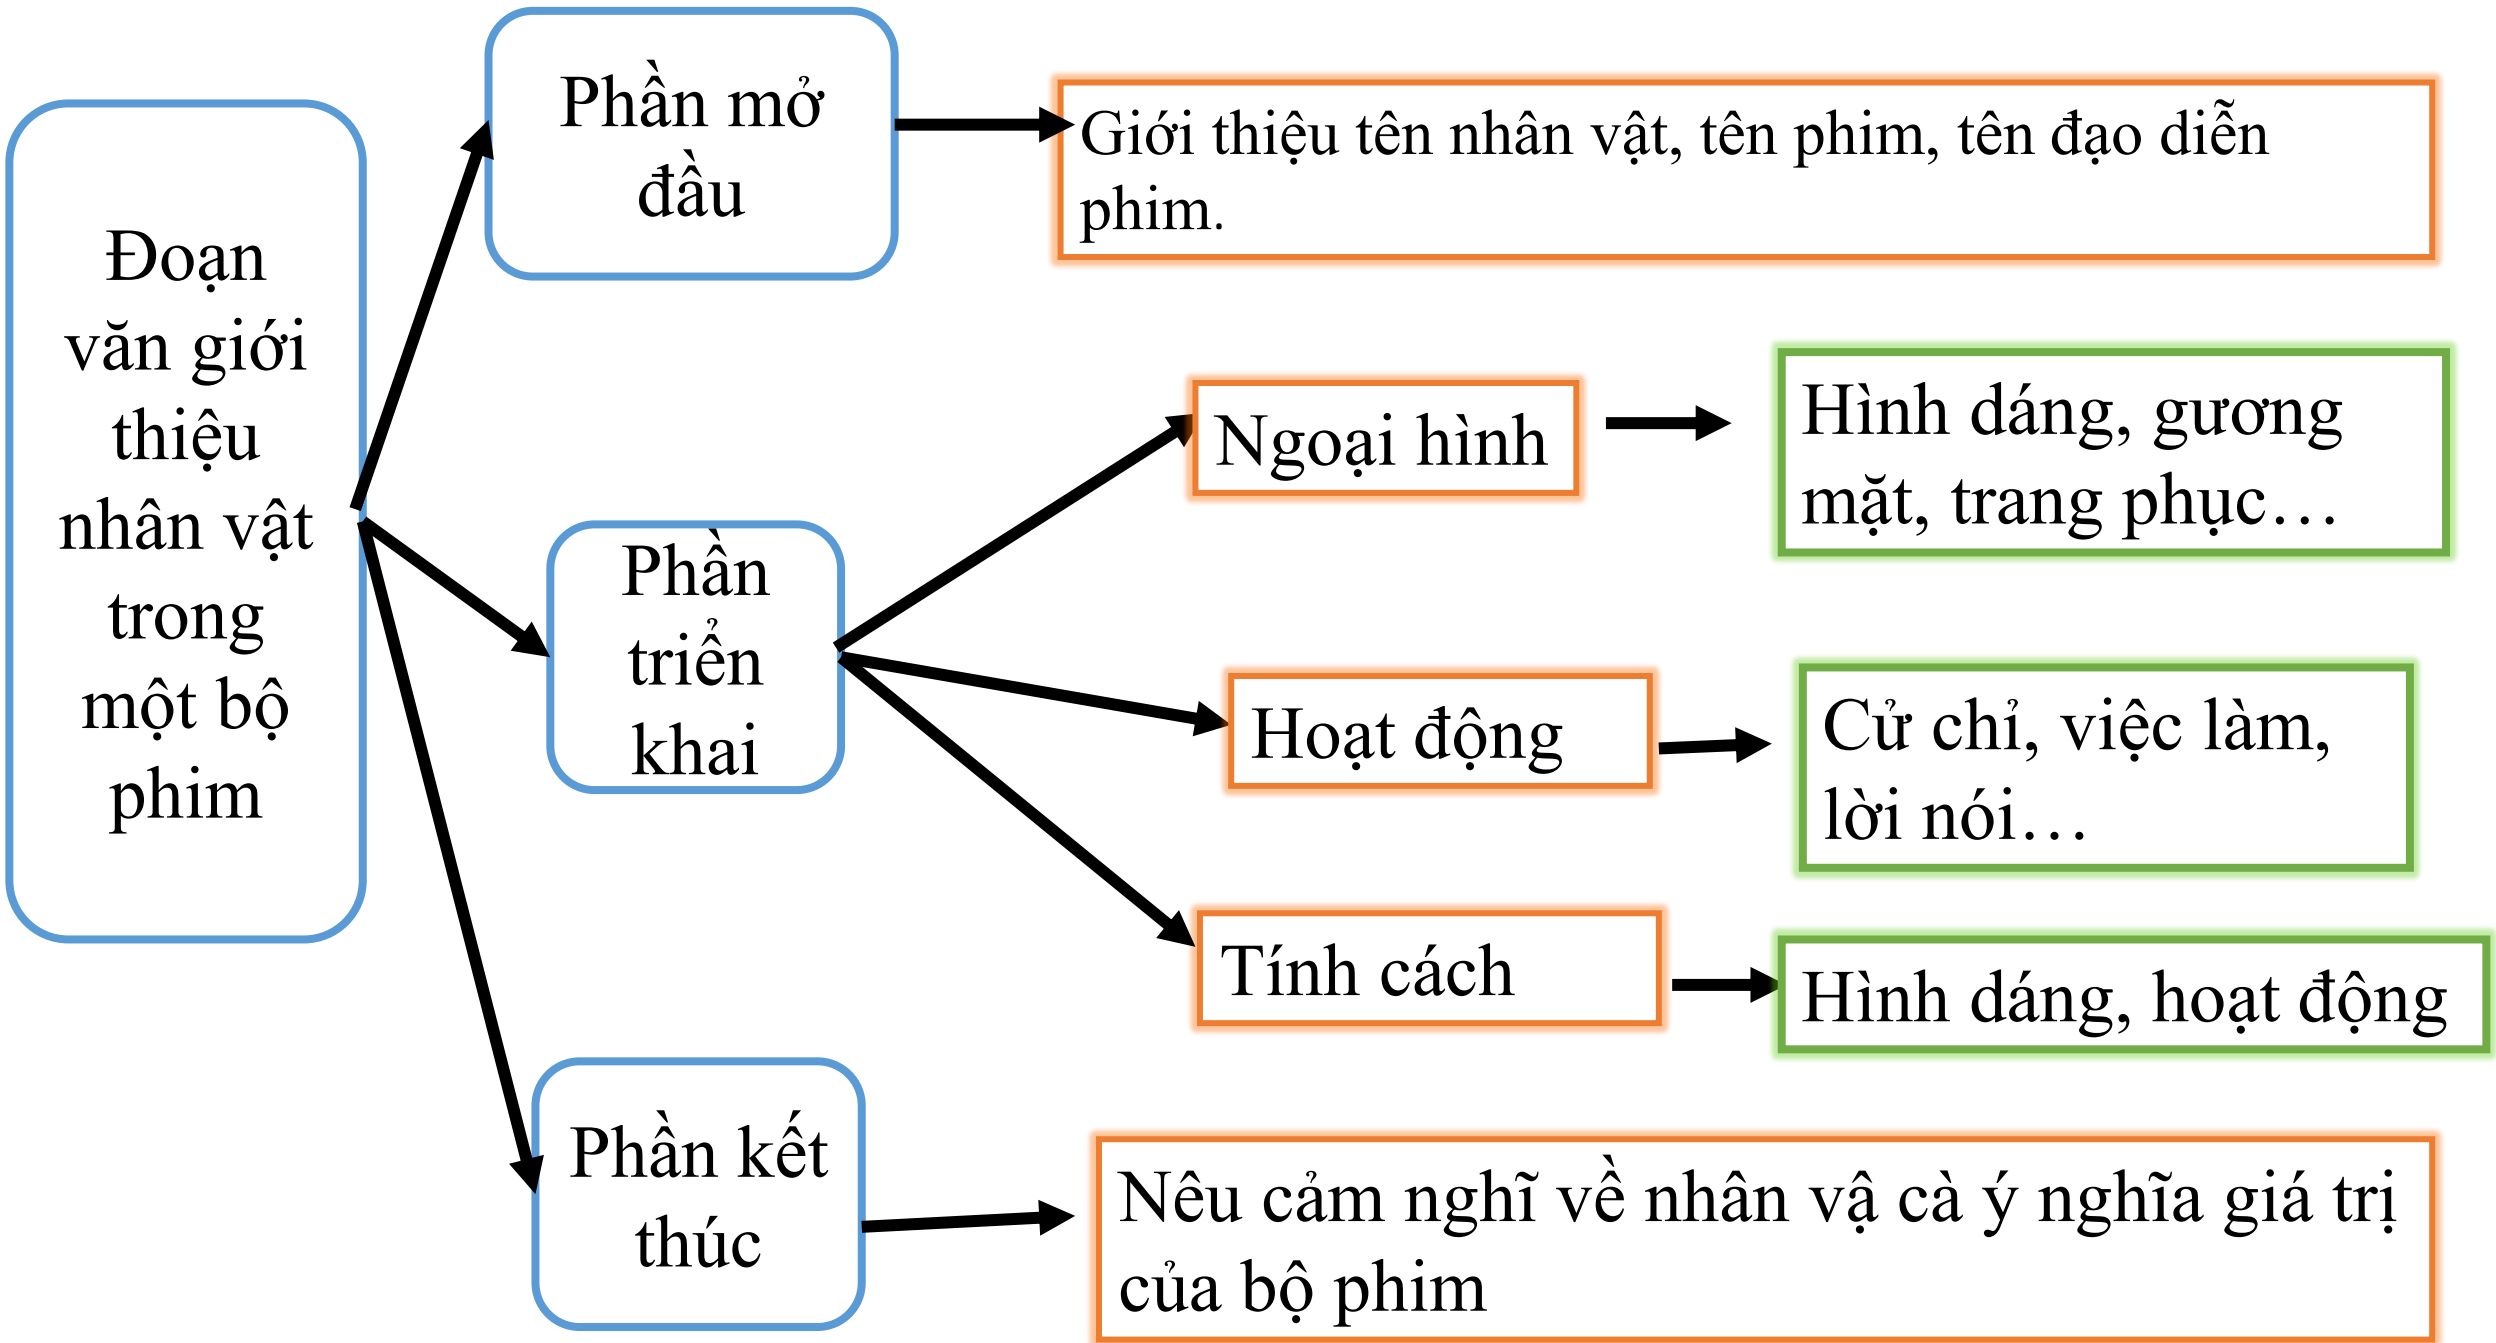 Đoạn
văn giới
thiệu
nhân vật
trong
một bộ
phim
Phần mở
đầu
Giới thiệu tên nhân vật, tên phim, tên đạo diễn
phim.
Phần
triển
khai
Ngoại hình
Hình dáng, gương
mặt, trang phục…
Hoạt động
Cử chỉ, việc làm,
lời nói…
Tính cách
Hình dáng, hoạt động
Phần kết
thúc
Nêu cảm nghĩ về nhân vật và ý nghĩa giá trị
của bộ phim